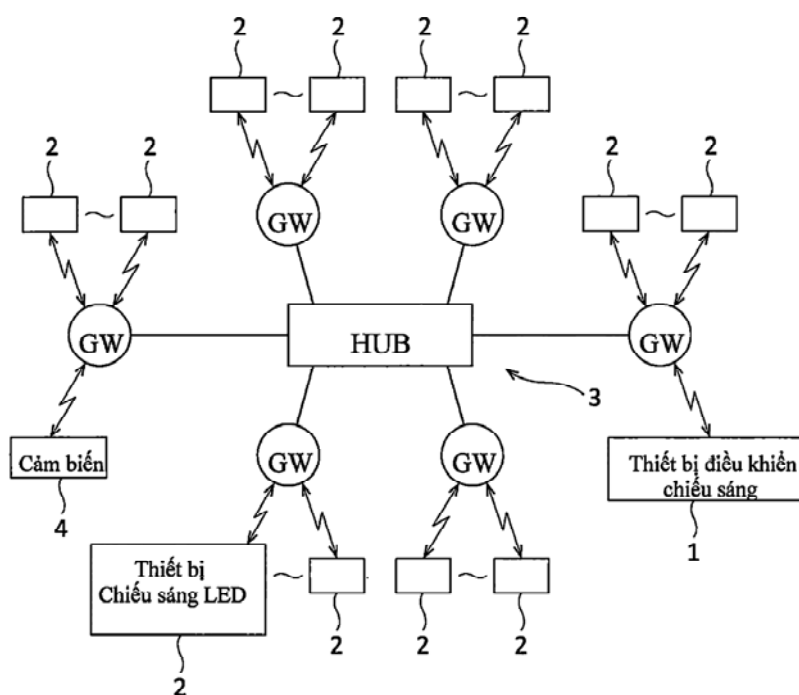 2 2 2 2
2 2 2 2
GW GW
GW HUB GW
3
GW GW
Cảm biến
Thiết bị điều khiển
chiếu sáng
4
1
Thiết bị
Chiếu sáng LED
2 2 2
2